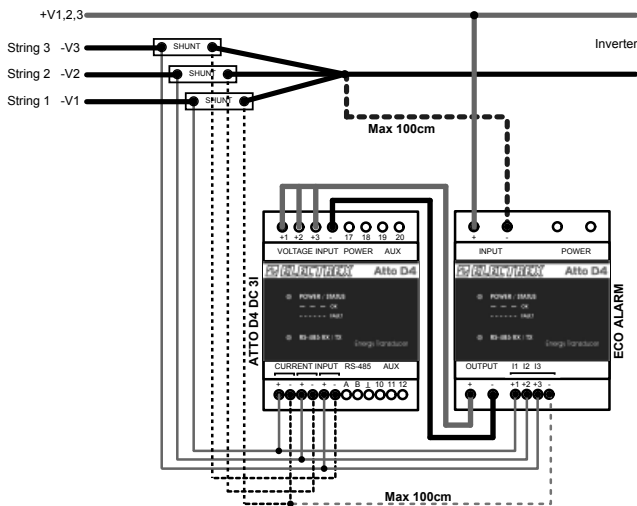 +V1,2,3
String 3 -V3
SHUNT
Inverter
String 2 -V2
SHUNT
String 1 -V1
SHUNT
Max 100cm
+1 +2 +3 - 17 18 19 20
VOLTAGE INPUT POWER AUX
+ -
INPUT POWER
ELECTREX Atto D4
POWER / STATUS
OK
FAULT
RS-485 RX / TX
Energy Transducer
ATTO D4 DC 3I
ELECTREX Atto D4
POWER / STATUS
OK
FAULT
RS-485 RX / TX
Energy Transducer
ECO ALARM
CURRENT INPUT RS-485 AUX
+ - + - + - A B ⊥ 10 11 12
OUTPUT I1 I2 I3
+ - +1 +2 +3 -
Max 100cm